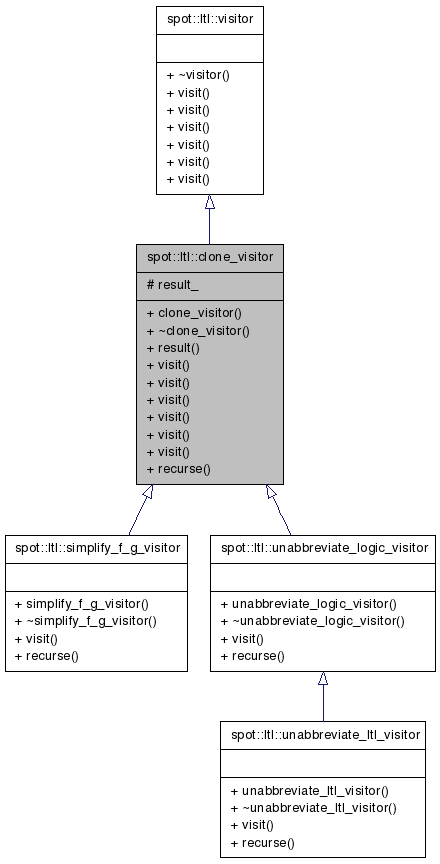 spot::ltl::visitor
+ ~visitor()
+ visit()
+ visit()
+ visit()
+ visit()
+ visit()
+ visit()
spot::ltl::clone_visitor
# result_
+ clone_visitor()
+ ~clone_visitor()
+ result()
+ visit()
+ visit()
+ visit()
+ visit()
+ visit()
+ visit()
+ recurse()
spot::ltl::simplify_f_g_visitor
+ simplify_f_g_visitor()
+ ~simplify_f_g_visitor()
+ visit()
+ recurse()
spot::ltl::unabbreviate_logic_visitor
+ unabbreviate_logic_visitor()
+ ~unabbreviate_logic_visitor()
+ visit()
+ recurse()
spot::ltl::unabbreviate_ltl_visitor
+ unabbreviate_ltl_visitor()
+ ~unabbreviate_ltl_visitor()
+ visit()
+ recurse()